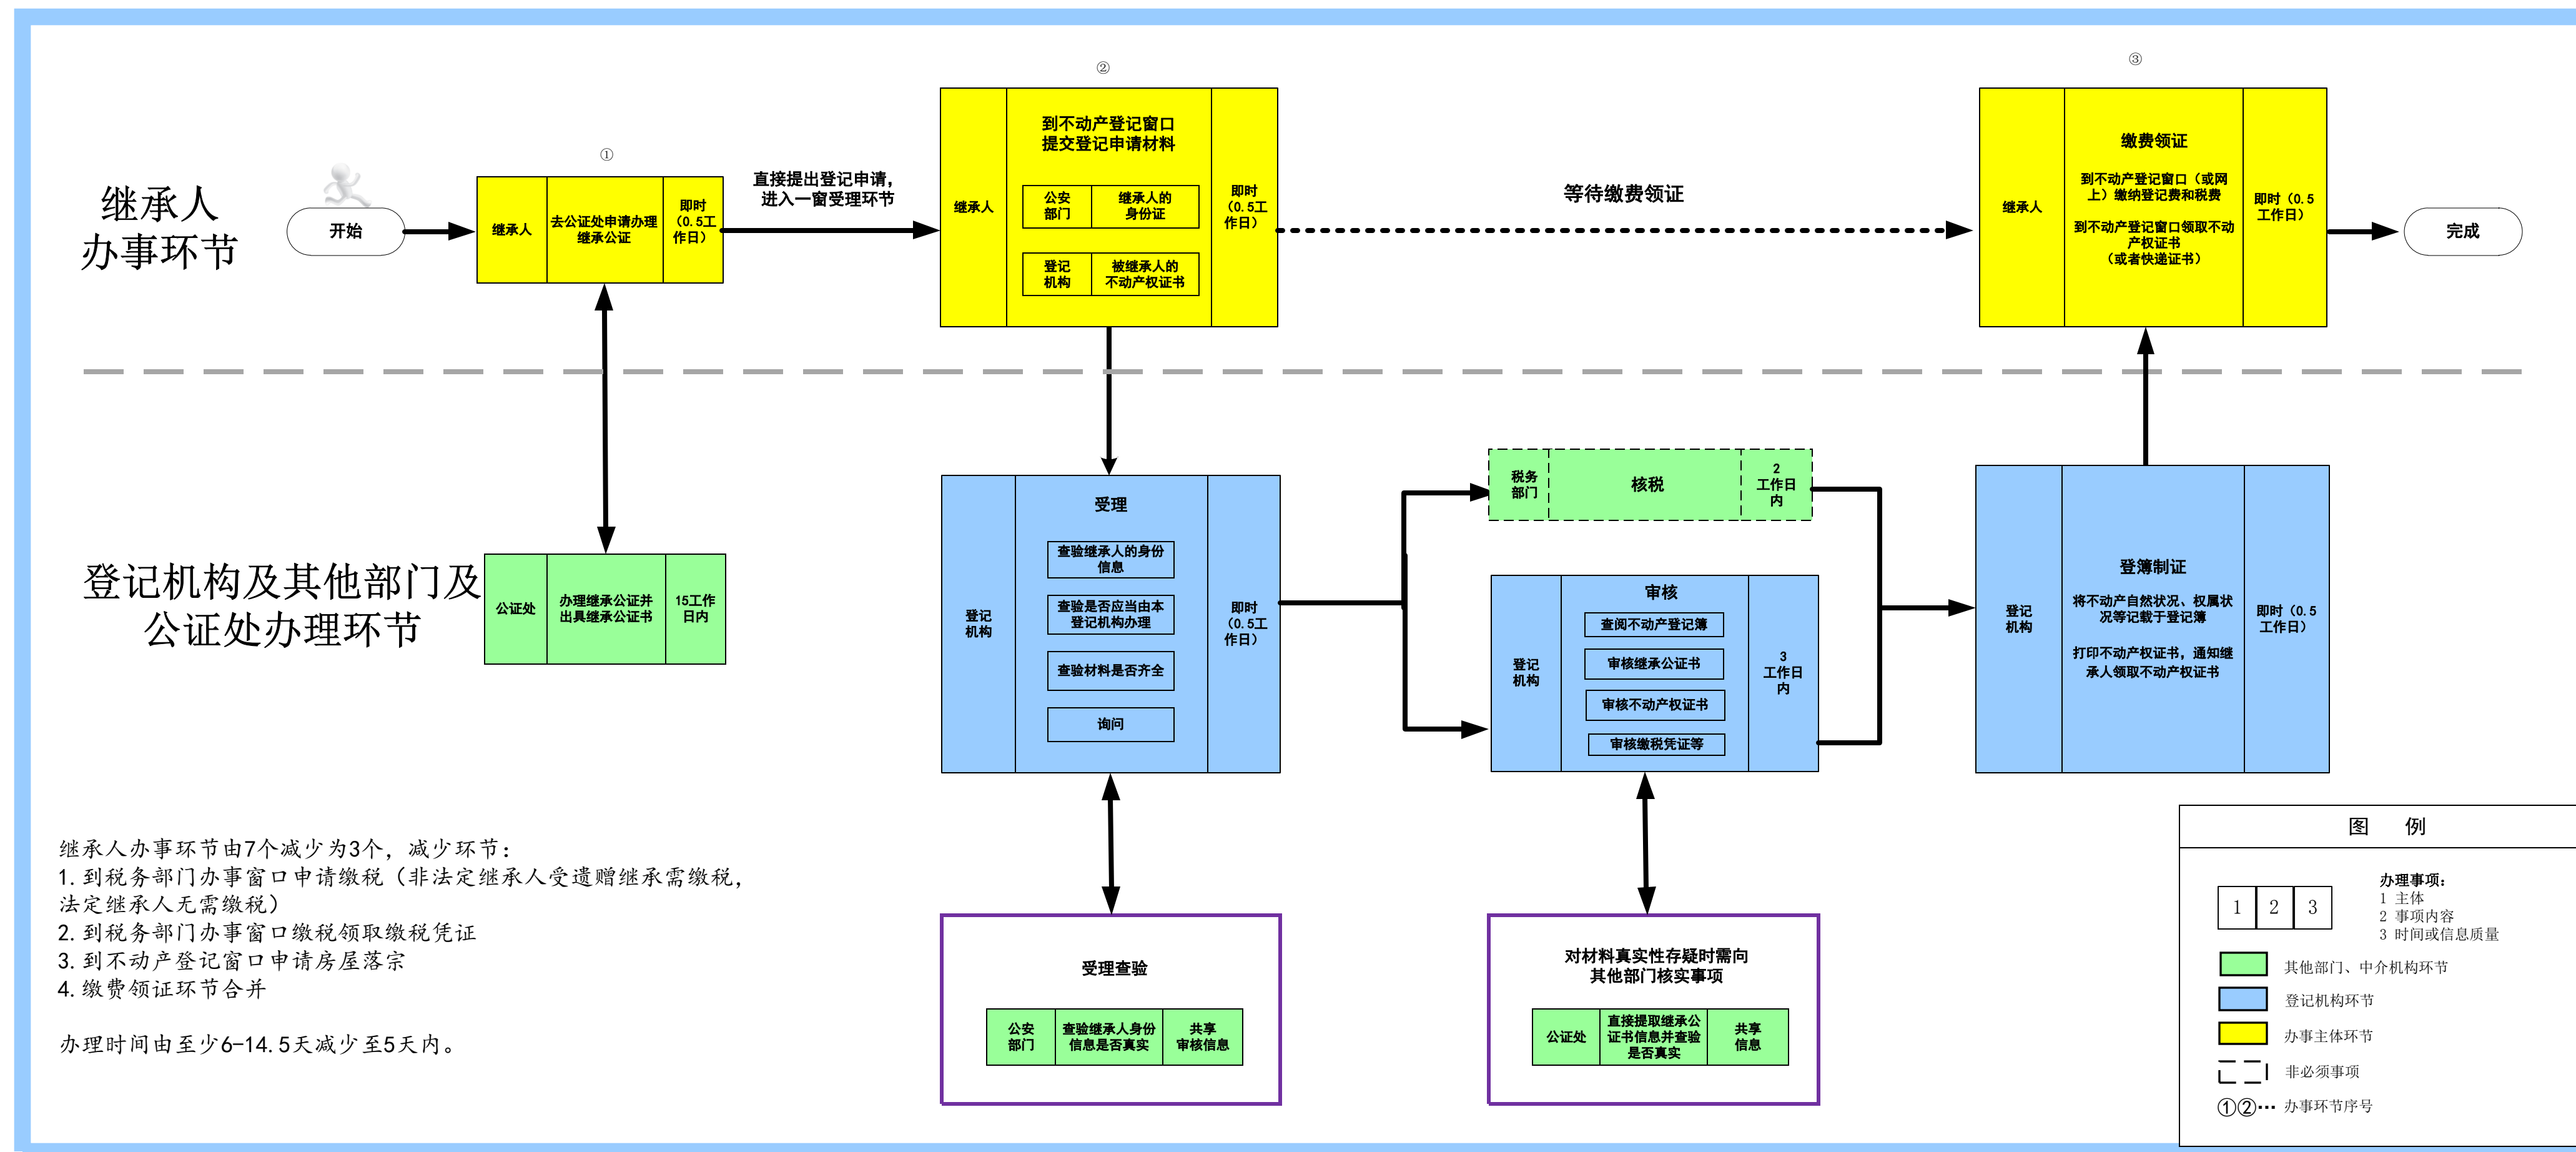 继承人
办事环节
开始
①
继承人
去公证处申请办理
继承公证
即时
（0.5工
作日）
直接提出登记申请，
进入一窗受理环节
②
继承人
到不动产登记窗口
提交登记申请材料
公安
部门
继承人的
身份证
登记
机构
被继承人的
不动产权证书
即时
（0.5工
作日）
等待缴费领证
③
继承人
缴费领证
到不动产登记窗口（或网
上）缴纳登记费和税费
到不动产登记窗口领取不动
产权证书
（或者快递证书）
即时（0.5
工作日）
完成
登记机构及其他部门及
公证处办理环节
公证处
办理继承公证并
出具继承公证书
15工作
日内
登记
机构
受理
查验继承人的身份
信息
查验是否应当由本
登记机构办理
查验材料是否齐全
询问
即时
（0.5工
作日）
税务
部门
核税
2
工作日
内
登记
机构
审核
查阅不动产登记簿
审核继承公证书
审核不动产权证书
审核缴税凭证等
3
工作日
内
登记
机构
登簿制证
将不动产自然状况、权属状
况等记载于登记簿
打印不动产权证书，通知继
承人领取不动产权证书
即时（0.5
工作日）
继承人办事环节由7个减少为3个，减少环节：
1.到税务部门办事窗口申请缴税（非法定继承人受遗赠继承需缴税，
法定继承人无需缴税）
2.到税务部门办事窗口缴税领取缴税凭证
3.到不动产登记窗口申请房屋落宗
4.缴费领证环节合并
办理时间由至少6-14.5天减少至5天内。
受理查验
公安
部门
查验继承人身份
信息是否真实
共享
审核信息
对材料真实性存疑时需向
其他部门核实事项
公证处
直接提取继承公
证书信息并查验
是否真实
共享
信息
图 例
1 2 3
办理事项：
1 主体
2 事项内容
3 时间或信息质量
其他部门、中介机构环节
登记机构环节
办事主体环节
非必须事项
①②… 办事环节序号